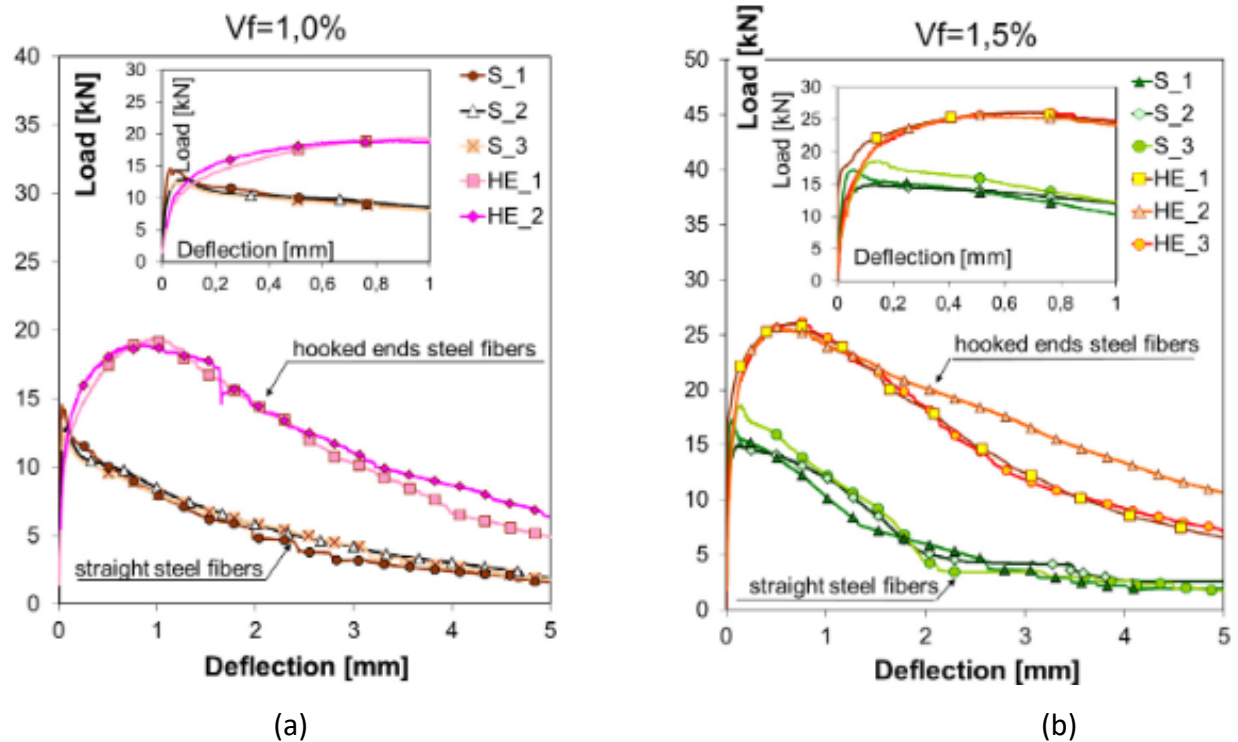 Vf=1,0%
Load [kN]
40
35
30
25
20
15
10
5
0
0 1 2 3 4 5
Deflection [mm]
Load [kN]
30
25
20
15
10
5
0
0 0,2 0,4 0,6 0,8 1
Deflection [mm]
S_1
S_2
S_3
HE_1
HE_2
hooked ends steel fibers
straight steel fibers
(a)
Vf=1,5%
Load [kN]
50
45
40
35
30
25
20
15
10
5
0
0 1 2 3 4 5
Deflection [mm]
Load [kN]
30
25
20
15
10
5
0
0 0,2 0,4 0,6 0,8 1
Deflection [mm]
S_1
S_2
S_3
HE_1
HE_2
HE_3
hooked ends steel fibers
straight steel fibers
(b)